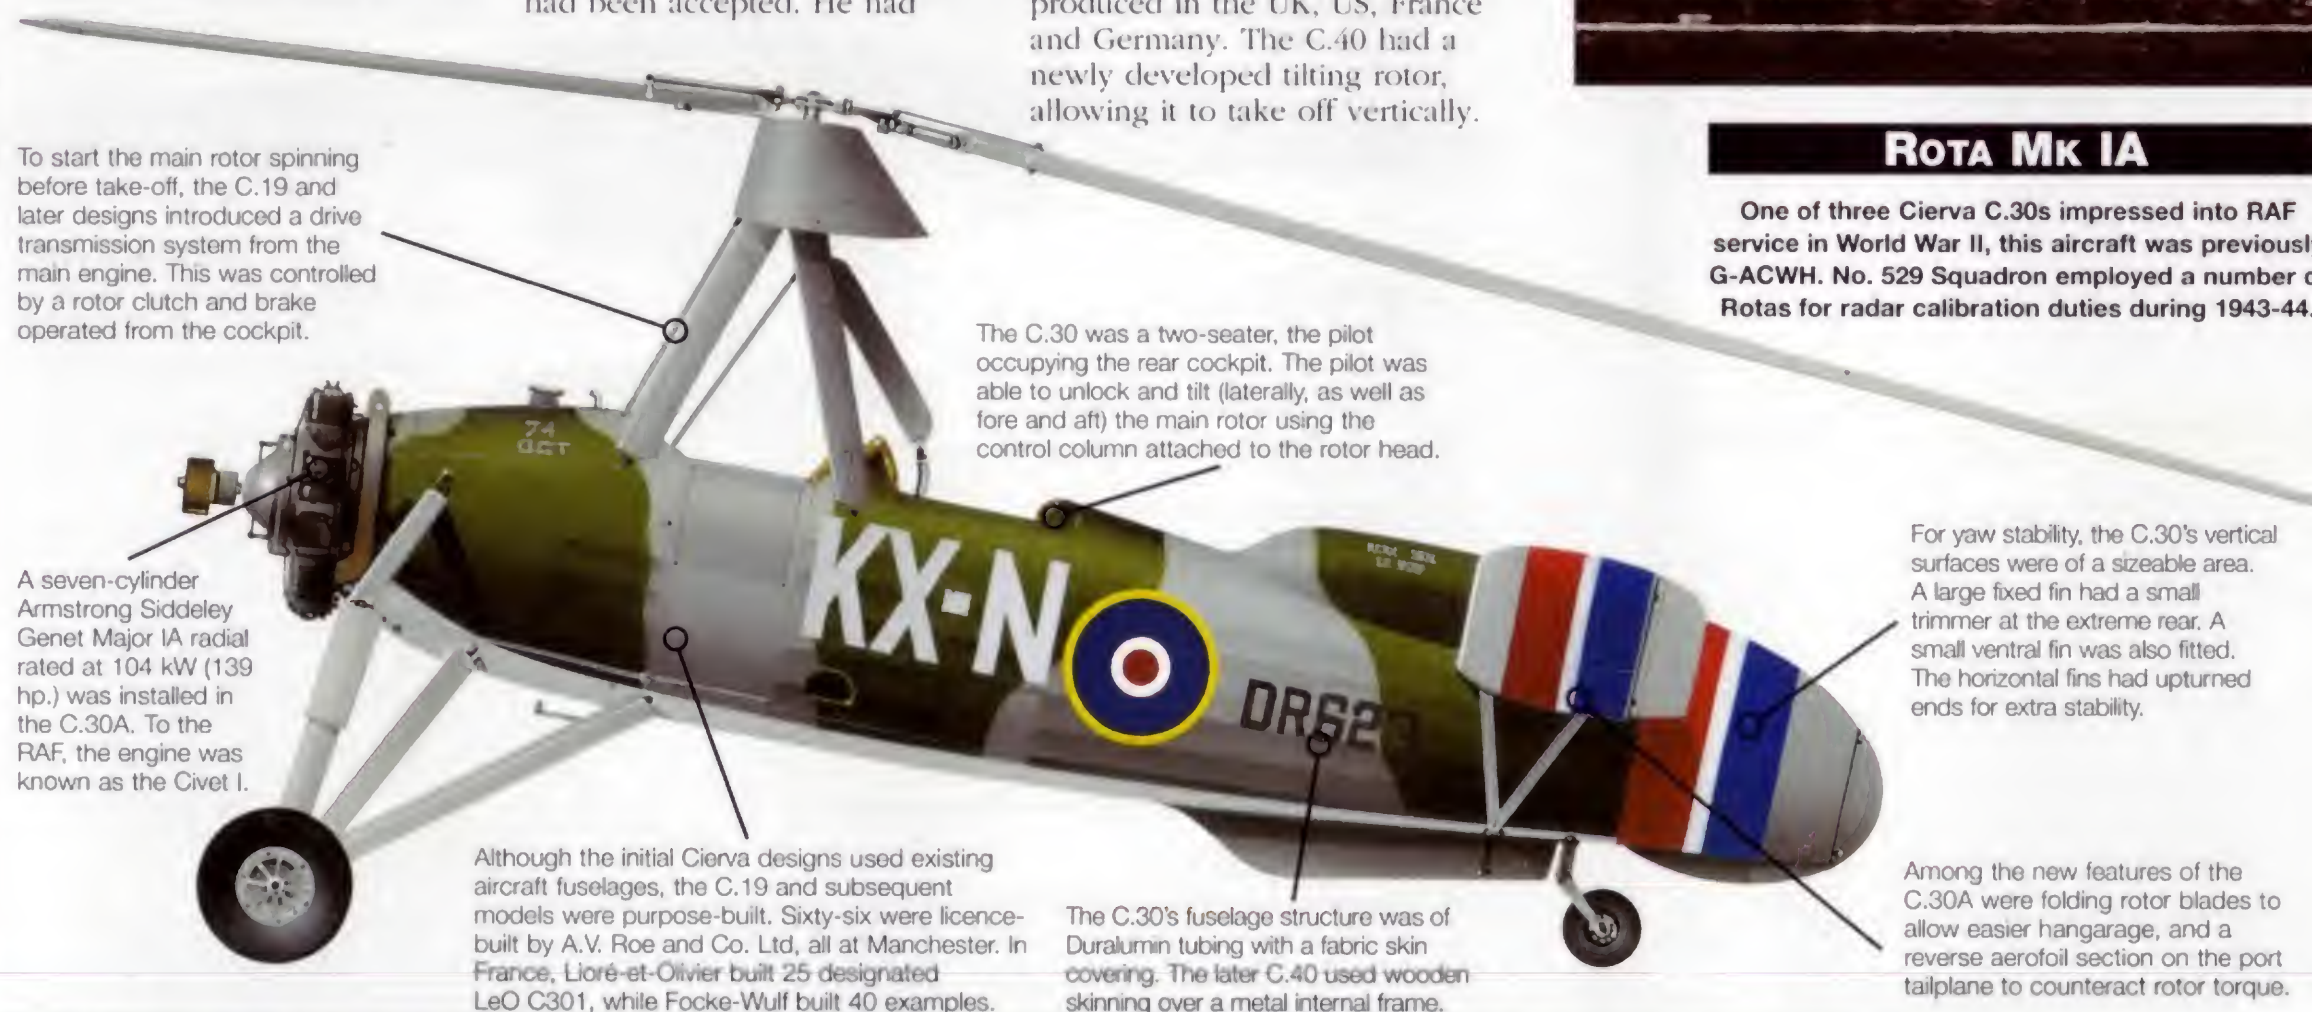 had been accepted. He had
produced in the UK, US, France
and Germany. The C.40 had a
newly developed tilting rotor,
allowing it to take off vertically.
ROTA MK IA
One of three Cierva C.30s impressed into RAF
service in World War II, this aircraft was previously
G-ACWH. No. 529 Squadron employed a number o
Rotas for radar calibration duties during 1943-44.
To start the main rotor spinning
before take-off, the C.19 and
later designs introduced a drive
transmission system from the
main engine. This was controlled
by a rotor clutch and brake
operated from the cockpit.
The C.30 was a two-seater, the pilot
occupying the rear cockpit. The pilot was
able to unlock and tilt (laterally, as well as
fore and aft) the main rotor using the
control column attached to the rotor head.
74
KX-N
DR623
A seven-cylinder
Armstrong Siddeley
Genet Major IA radial
rated at 104 kW (139
hp.) was installed in
the C.30A. To the
RAF, the engine was
known as the Civet I.
For yaw stability, the C.30's vertical
surfaces were of a sizeable area.
A large fixed fin had a small
trimmer at the extreme rear. A
small ventral fin was also fitted.
The horizontal fins had upturned
ends for extra stability.
Although the initial Cierva designs used existing
aircraft fuselages, the C.19 and subsequent
models were purpose-built. Sixty-six were licence-
built by A.V. Roe and Co. Ltd, all at Manchester. In
France, Lioré-et-Olivier built 25 designated
LeO C301, while Focke-Wulf built 40 examples.
The C.30's fuselage structure was of
Duralumin tubing with a fabric skin
covering. The later C.40 used wooden
skinning over a metal internal frame.
Among the new features of the
C.30A were folding rotor blades to
allow easier hangarage, and a
reverse aerofoil section on the port
tailplane to counteract rotor torque.